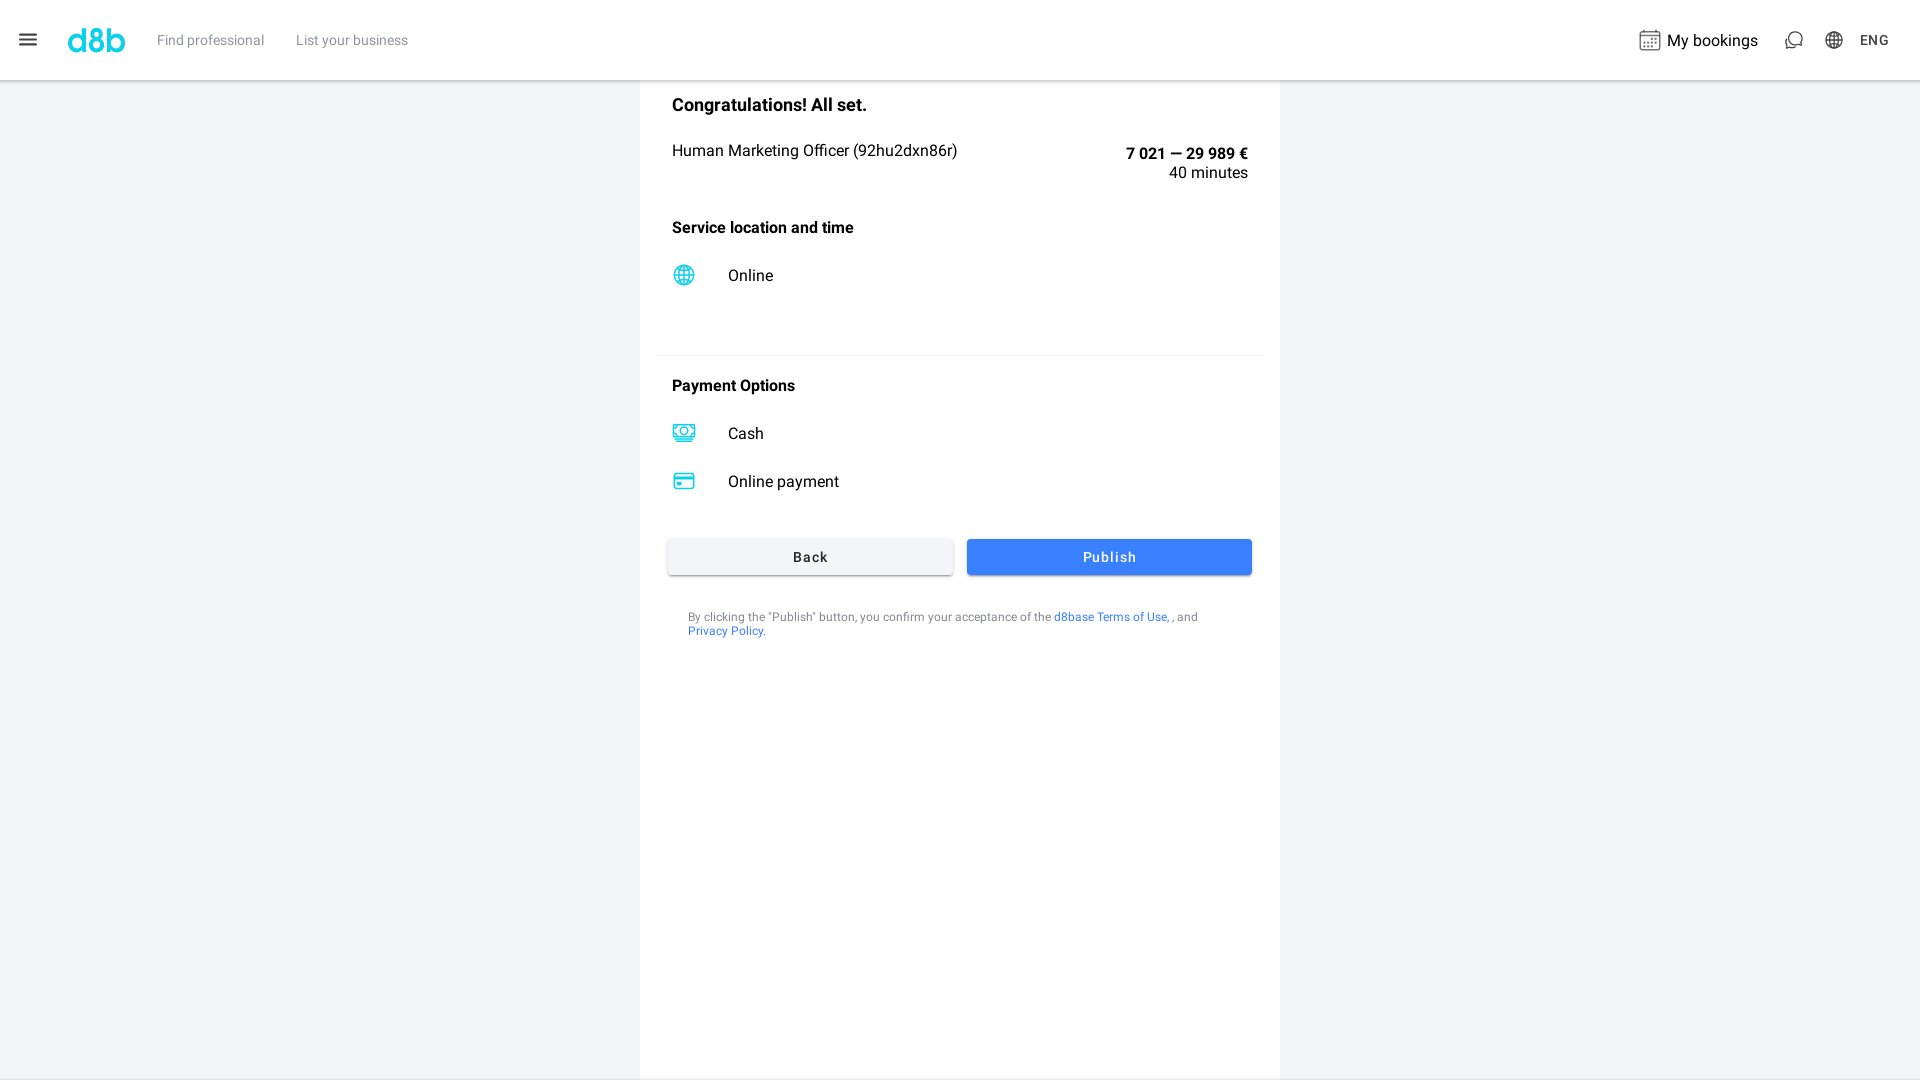 d8b Find professional List your business My bookings ENG
Congratulations! All set.
Human Marketing Officer (92hu2dxn86r) 7 021 — 29 989 €
40 minutes
Service location and time
Online
Payment Options
Cash
Online payment
Back Publish
By clicking the "Publish" button, you confirm your acceptance of the d8base Terms of Use, , and
Privacy Policy.